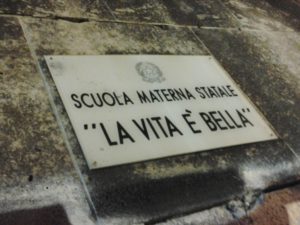 SCUOLA MATERNA STATALE
"LA VITA È BELLA"